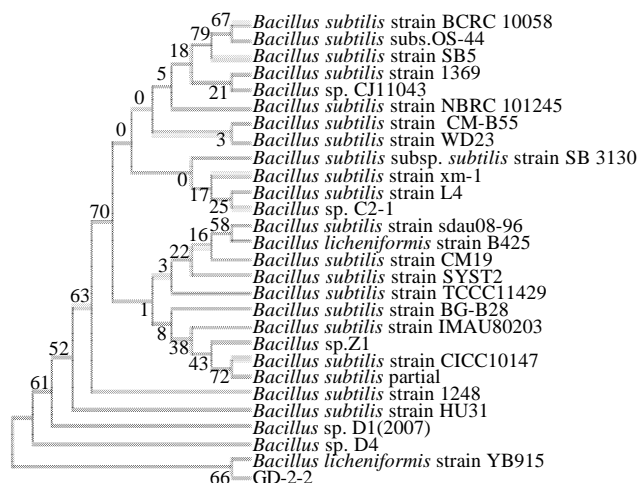 67 Bacillus subtilis strain BCRC 10058
79 Bacillus subtilis subs.OS-44
18 Bacillus subtilis strain SB5
5 Bacillus subtilis strain 1369
21 Bacillus sp. CJ11043
0 Bacillus subtilis strain NBRC 101245
0 Bacillus subtilis strain CM-B55
3 Bacillus subtilis strain WD23
Bacillus subtilis subsp. subtilis strain SB 3130
0 Bacillus subtilis strain xm-1
17 Bacillus subtilis strain L4
25 Bacillus sp. C2-1
70 58 Bacillus subtilis strain sdau08-96
16 Bacillus licheniformis strain B425
22 Bacillus subtilis strain CM19
3 Bacillus subtilis strain SYST2
Bacillus subtilis strain TCCC11429
63 1 Bacillus subtilis strain BG-B28
8 Bacillus subtilis strain IMAU80203
52 38 Bacillus sp.Z1
43 Bacillus subtilis strain CICC10147
61 72 Bacillus subtilis partial
Bacillus subtilis strain 1248
Bacillus subtilis strain HU31
Bacillus sp. D1(2007)
Bacillus sp. D4
Bacillus licheniformis strain YB915
66 GD-2-2